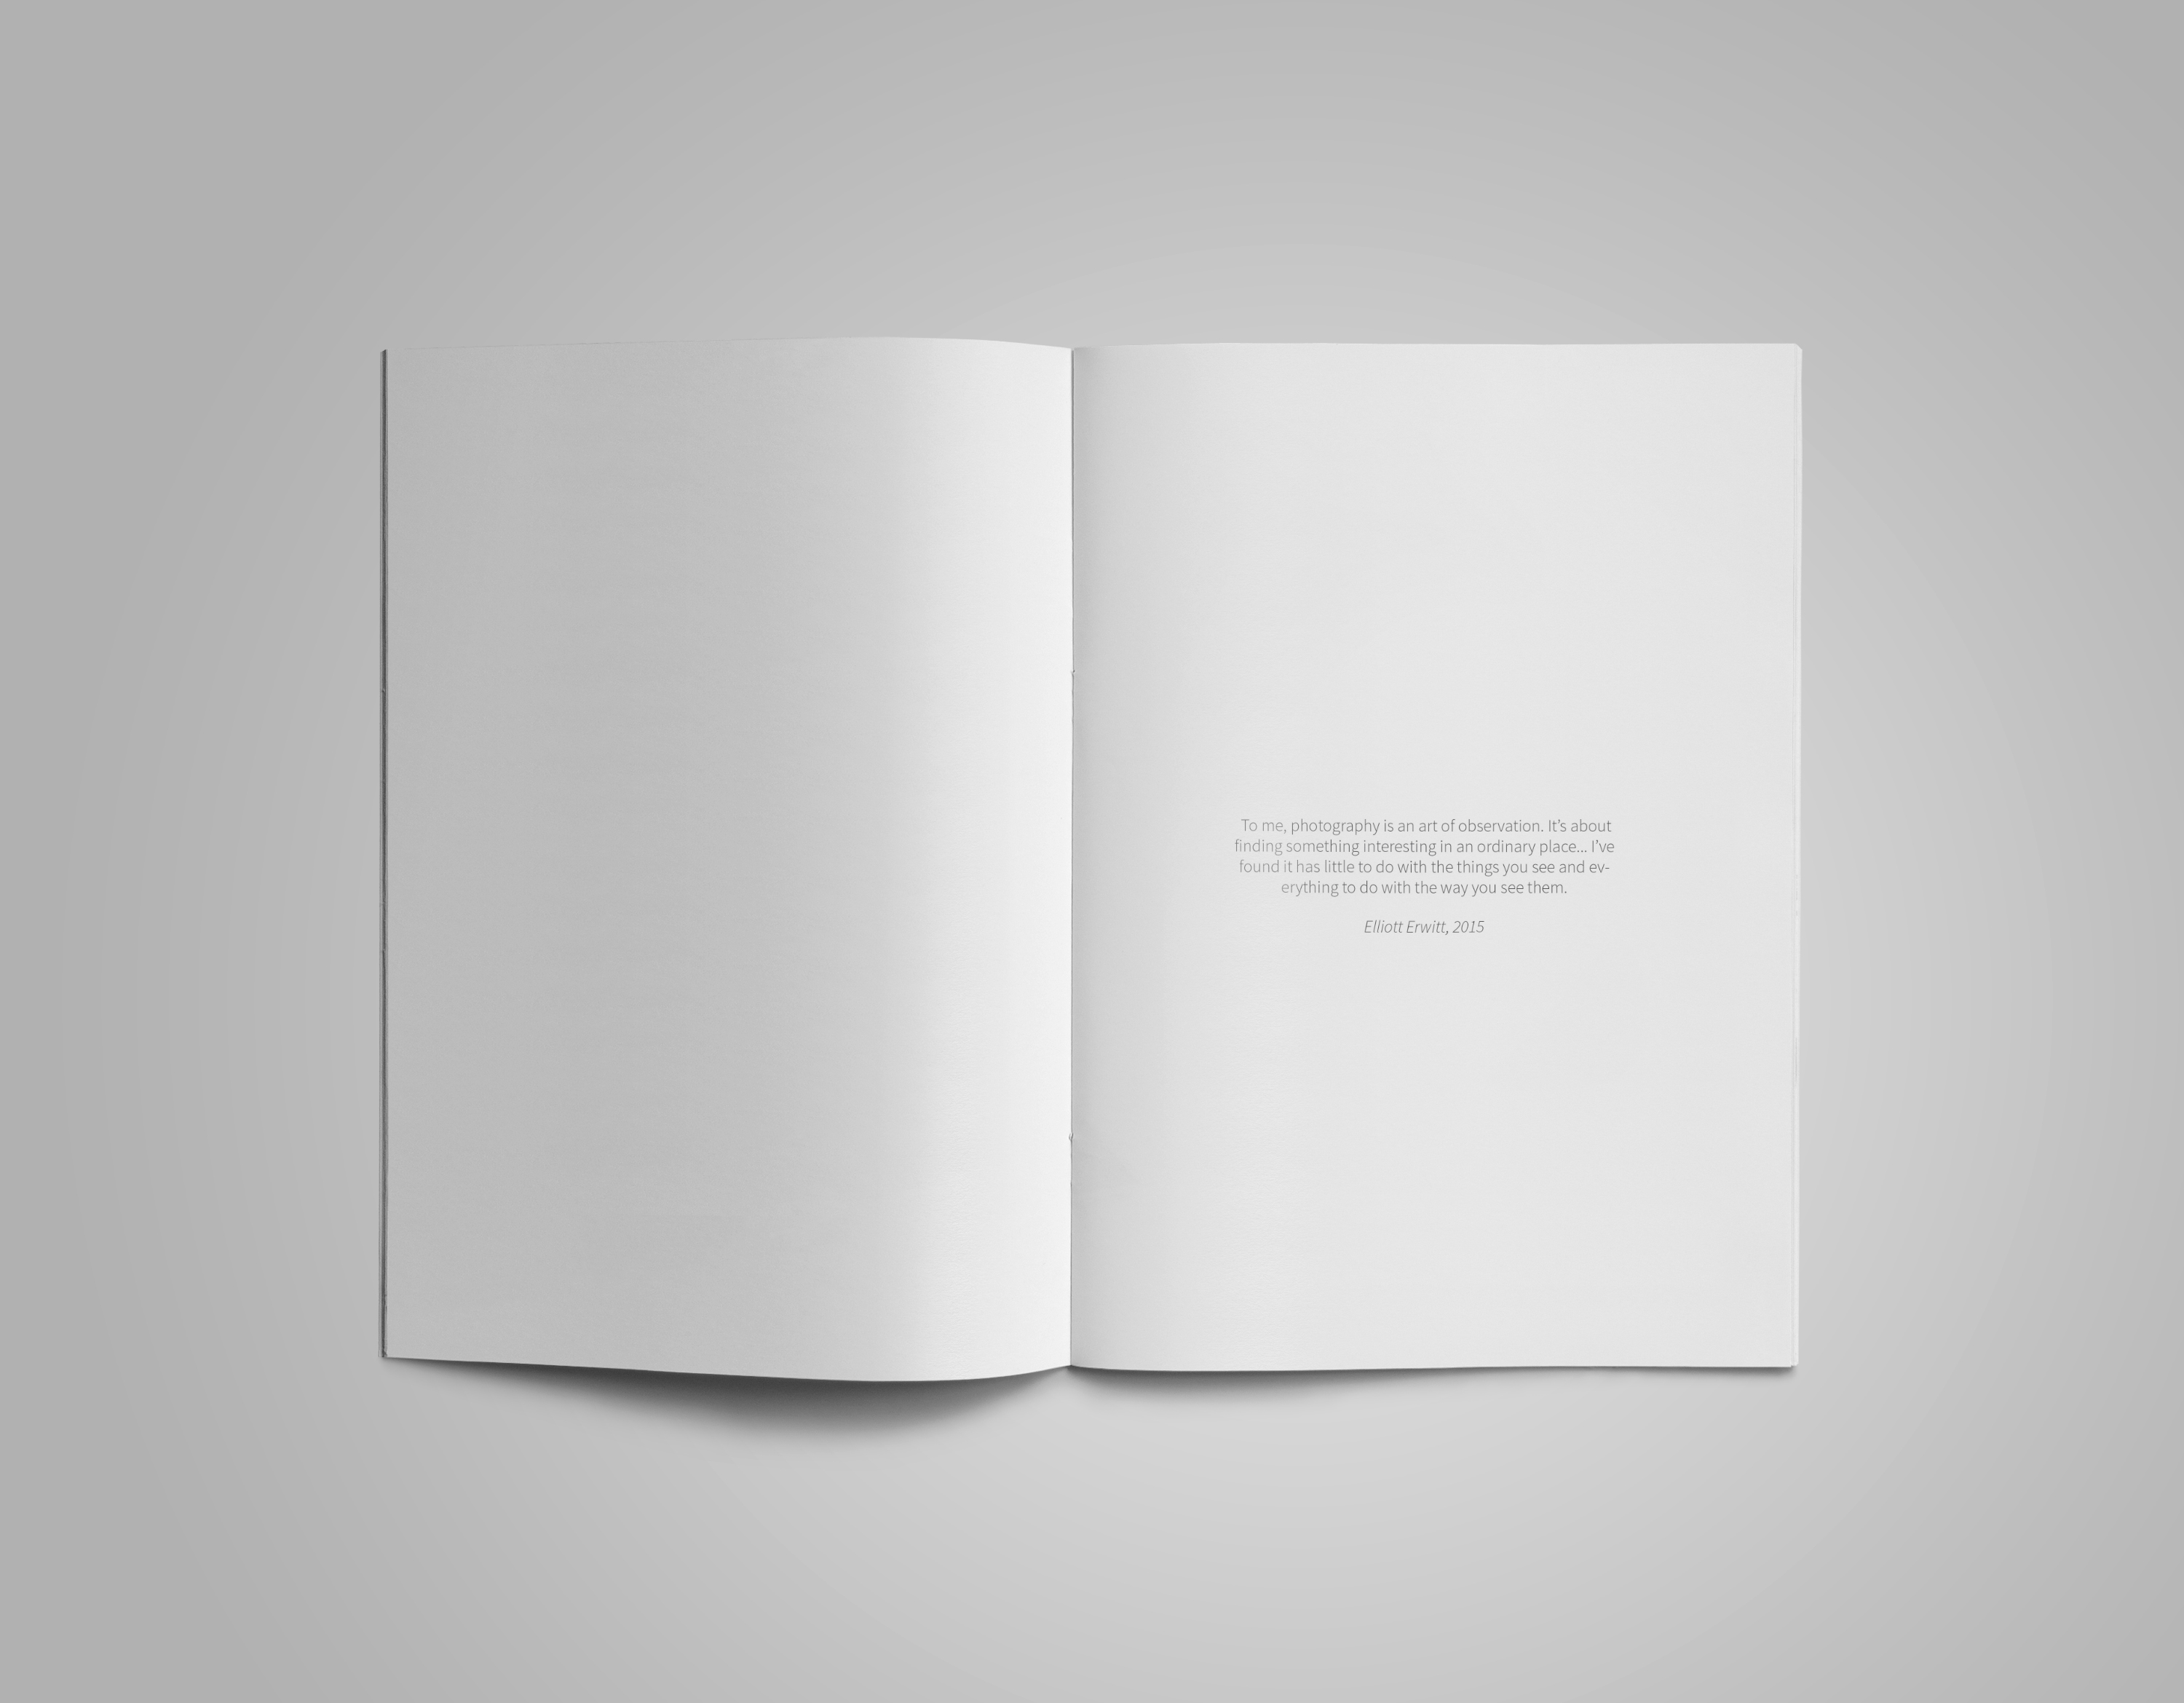 To me, photography is an art of observation. It’s about
finding something interesting in an ordinary place... I’ve
found it has little to do with the things you see and ev-
erything to do with the way you see them.
Elliott Erwitt, 2015